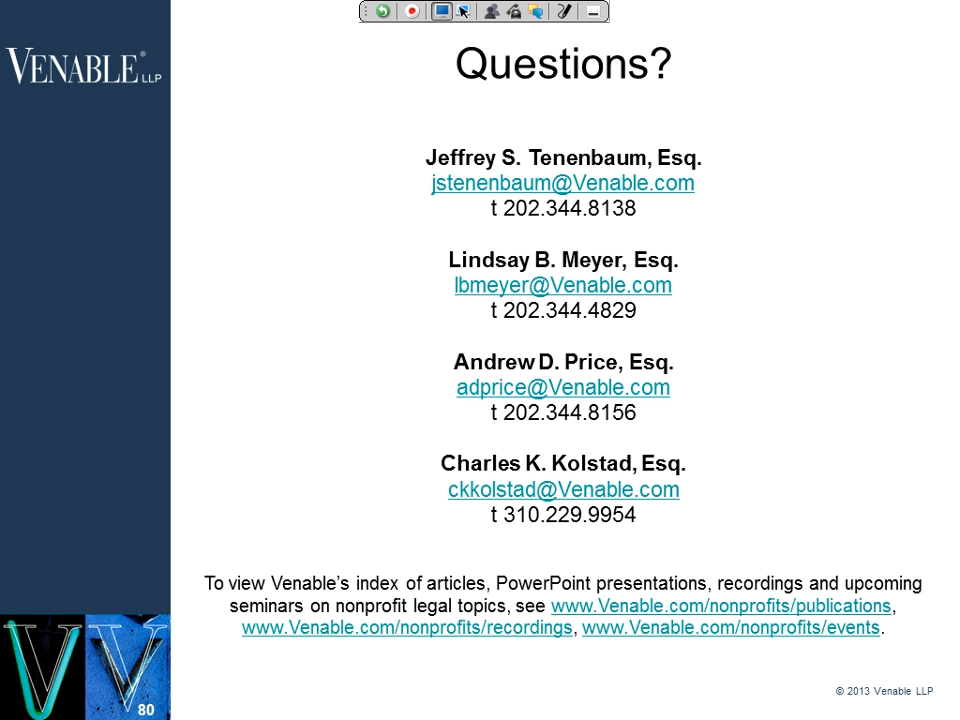 VENABLE® LLP
Questions?
Jeffrey S. Tenenbaum, Esq.
jstenenbaum@Venable.com
t 202.344.8138
Lindsay B. Meyer, Esq.
lbmeyer@Venable.com
t 202.344.4829
Andrew D. Price, Esq.
adprice@Venable.com
t 202.344.8156
Charles K. Kolstad, Esq.
ckkolstad@Venable.com
t 310.229.9954
To view Venable’s index of articles, PowerPoint presentations, recordings and upcoming
seminars on nonprofit legal topics, see www.Venable.com/nonprofits/publications,
www.Venable.com/nonprofits/recordings, www.Venable.com/nonprofits/events.
© 2013 Venable LLP
80